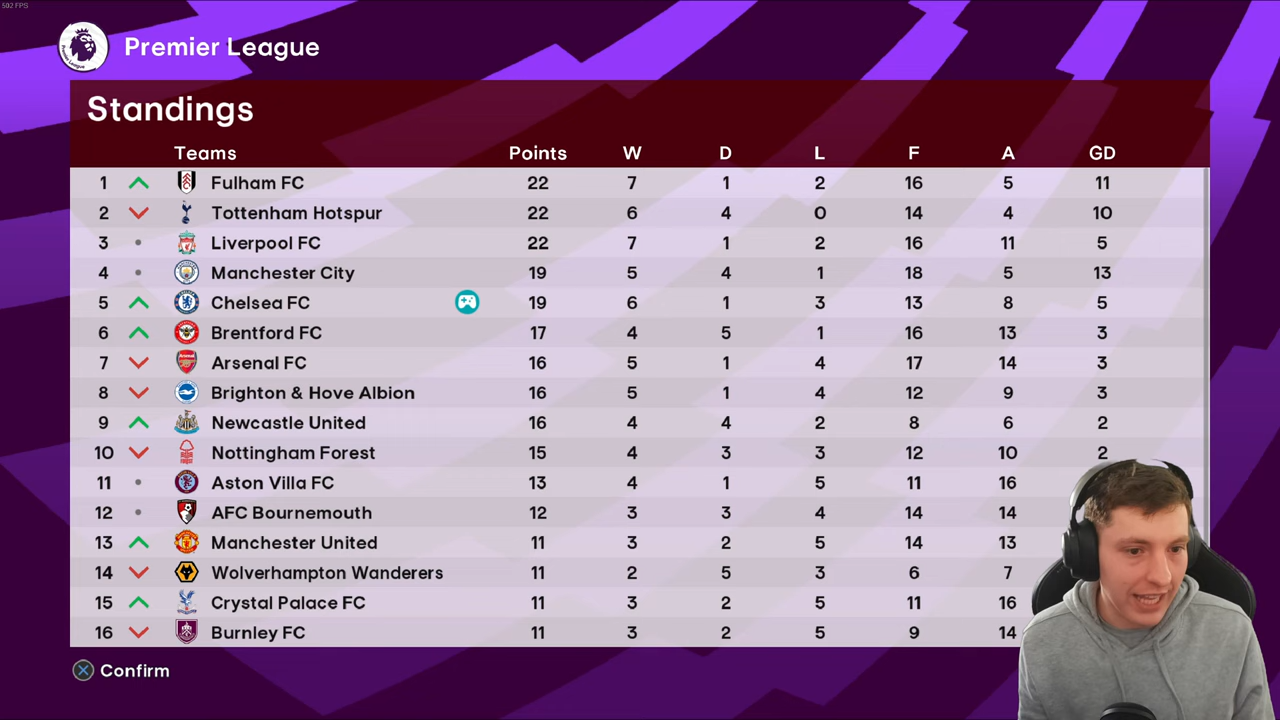 502 FPS
Premier League
Standings
Teams Points W D L F A GD
1 Fulham FC 22 7 1 2 16 5 11
2 Tottenham Hotspur 22 6 4 0 14 4 10
3 Liverpool FC 22 7 1 2 16 11 5
4 Manchester City 19 5 4 1 18 5 13
5 Chelsea FC 19 6 1 3 13 8 5
6 Brentford FC 17 4 5 1 16 13 3
7 Arsenal FC 16 5 1 4 17 14 3
8 Brighton & Hove Albion 16 5 1 4 12 9 3
9 Newcastle United 16 4 4 2 8 6 2
10 Nottingham Forest 15 4 3 3 12 10 2
11 Aston Villa FC 13 4 1 5 11 16
12 AFC Bournemouth 12 3 3 4 14 14
13 Manchester United 11 3 2 5 14 13
14 Wolverhampton Wanderers 11 2 5 3 6 7
15 Crystal Palace FC 11 3 2 5 11 16
16 Burnley FC 11 3 2 5 9 14
Confirm